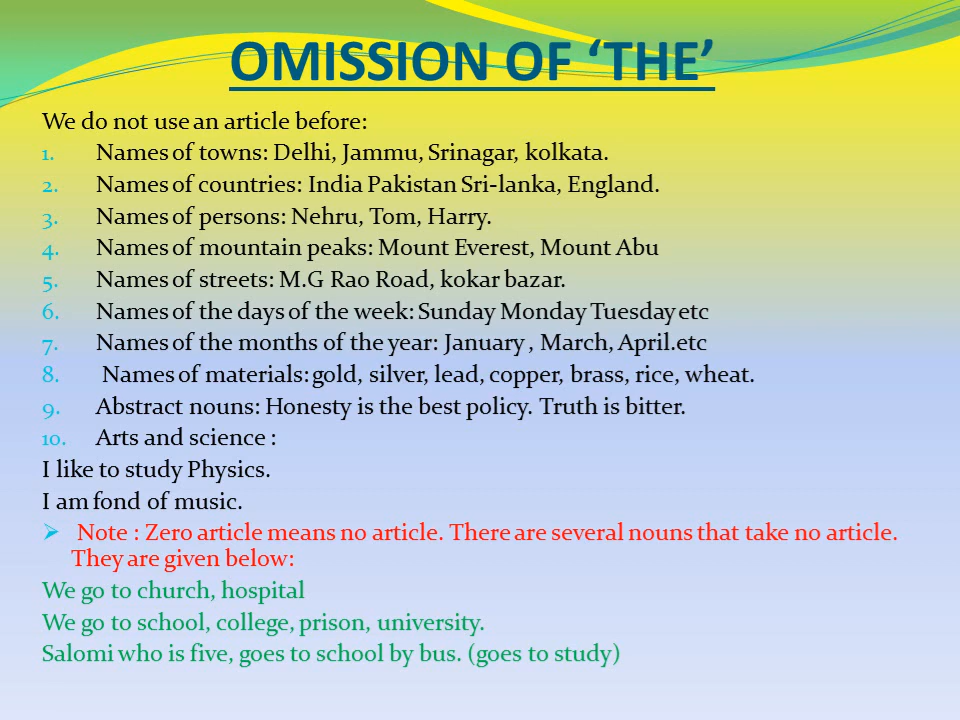 OMISSION OF ‘THE’
We do not use an article before:
1. Names of towns: Delhi, Jammu, Srinagar, kolkata.
2. Names of countries: India Pakistan Sri-lanka, England.
3. Names of persons: Nehru, Tom, Harry.
4. Names of mountain peaks: Mount Everest, Mount Abu
5. Names of streets: M.G Rao Road, kokar bazar.
6. Names of the days of the week: Sunday Monday Tuesday etc
7. Names of the months of the year: January , March, April.etc
8. Names of materials: gold, silver, lead, copper, brass, rice, wheat.
9. Abstract nouns: Honesty is the best policy. Truth is bitter.
10. Arts and science :
I like to study Physics.
I am fond of music.
➢ Note : Zero article means no article. There are several nouns that take no article.
They are given below:
We go to church, hospital
We go to school, college, prison, university.
Salomi who is five, goes to school by bus. (goes to study)